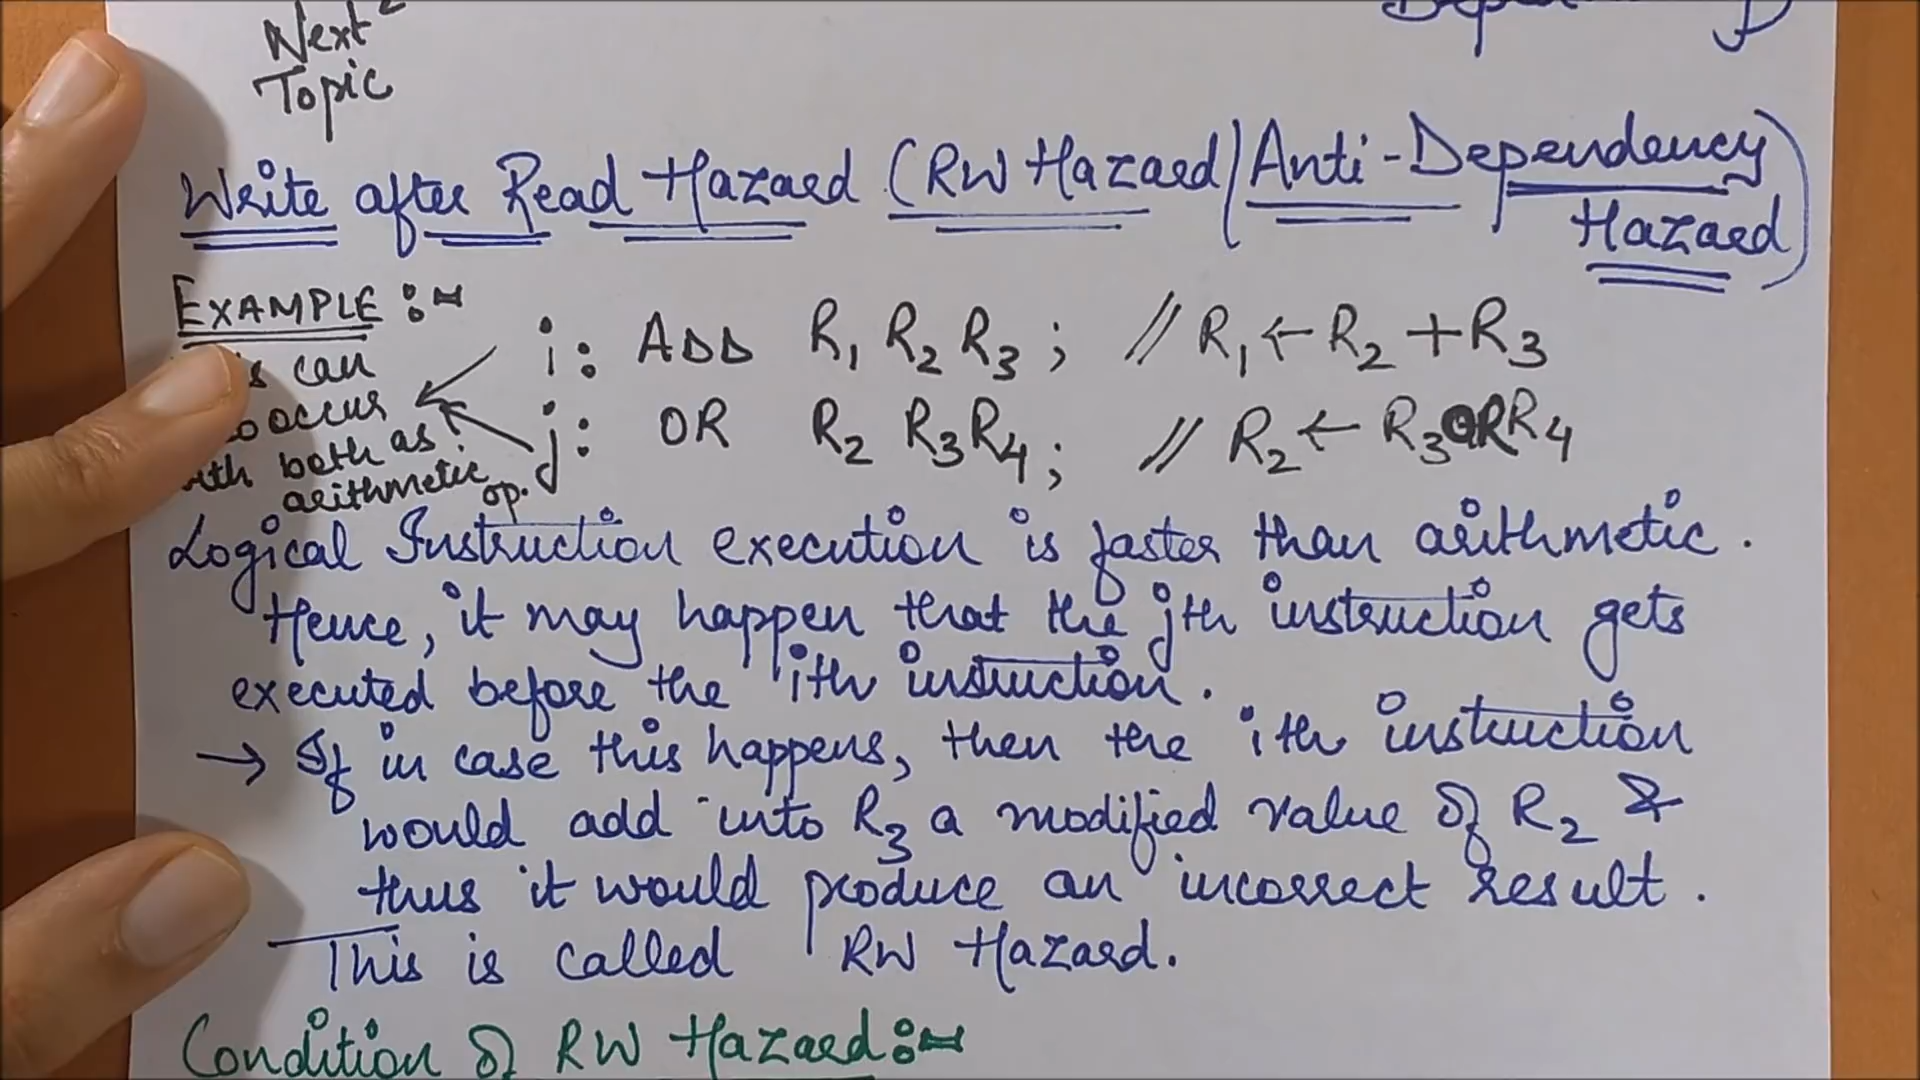 Next
Topic
Write after Read Hazard (RW Hazard/Anti-Dependency
Hazard)
EXAMPLE :-
i: ADD R1 R2 R3 ; // R1 ← R2 + R3
can
occur
both as
arithmetic
op.
j: OR R2 R3 R4 ; // R2 ← R3 OR R4
Logical Instruction execution is faster than arithmetic.
Hence, it may happen that the jth instruction gets
executed before the ith instruction.
→ If in case this happens, then the ith instruction
would add into R3 a modified value of R2 &
thus it would produce an incorrect result.
This is called RW Hazard.
Condition of RW Hazard :-